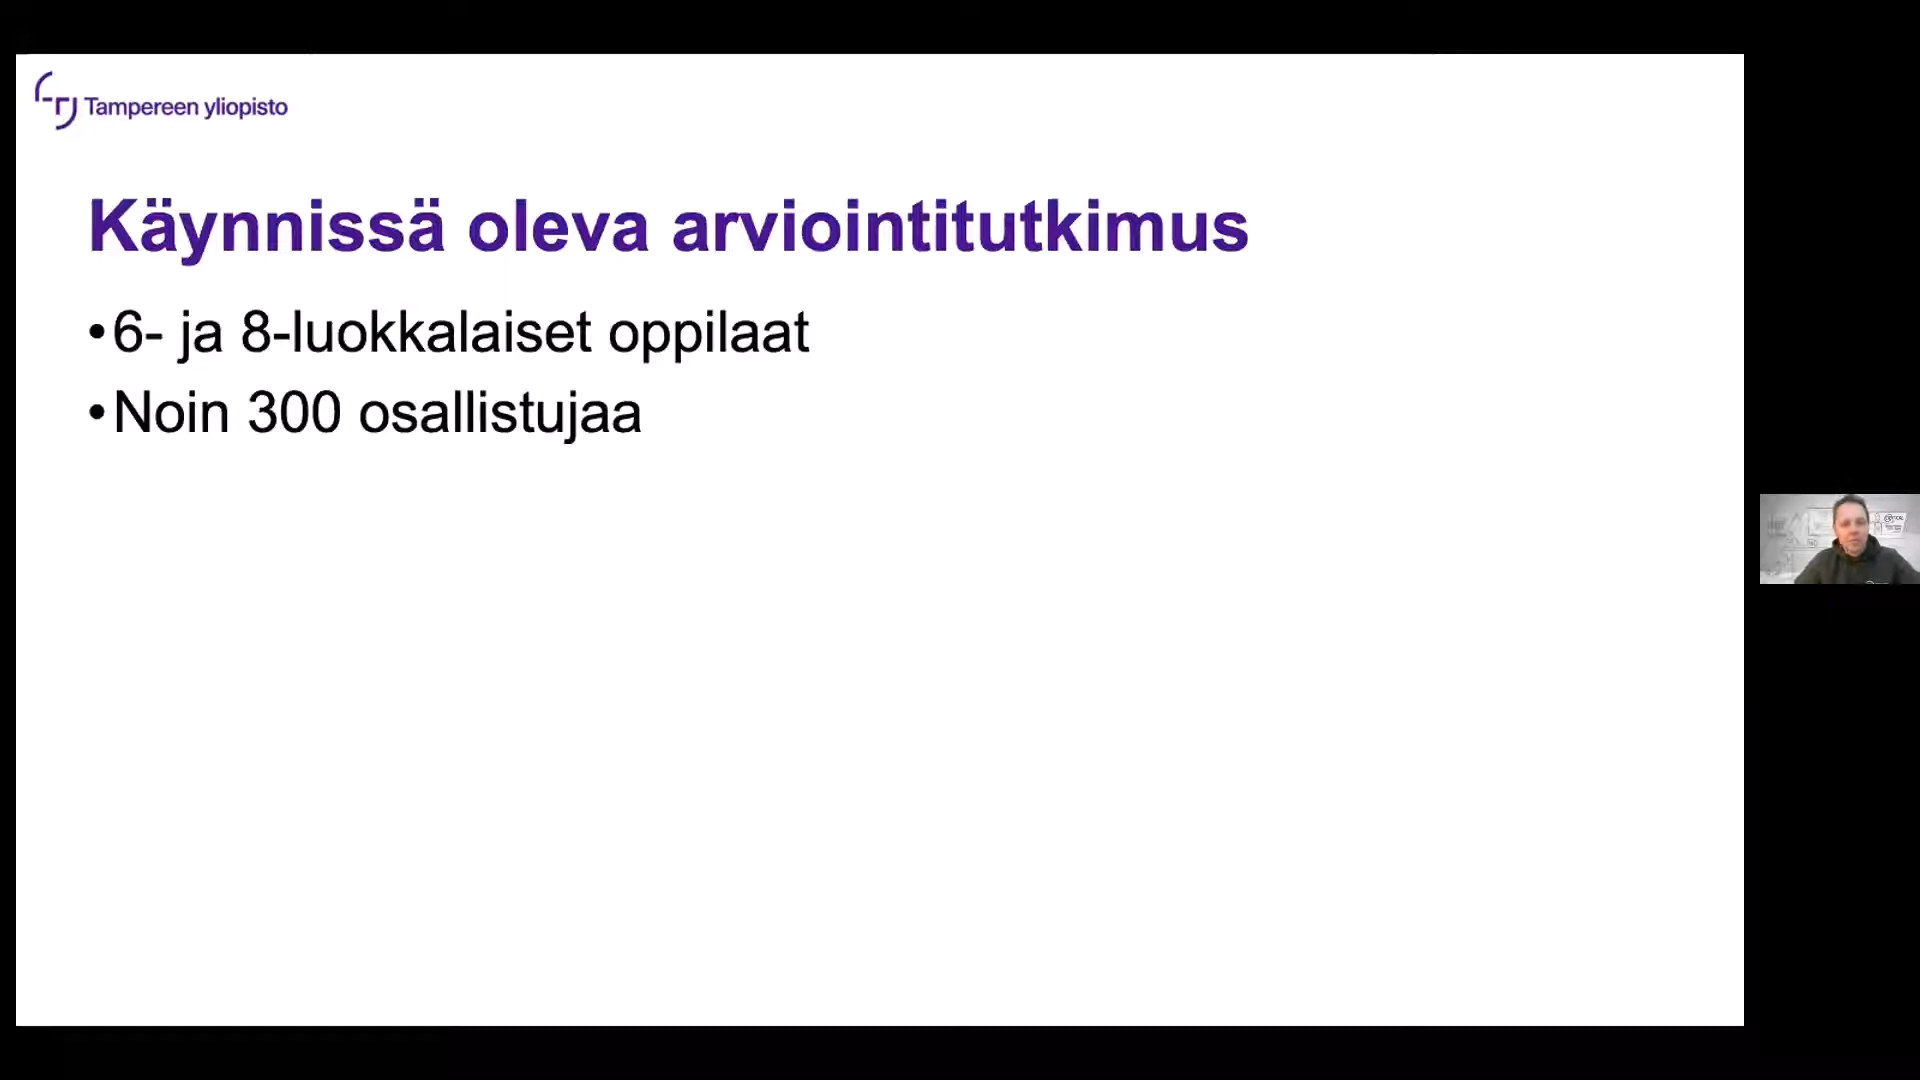 Tampereen yliopisto
Käynnissä oleva arviointitutkimus
•6- ja 8-luokkalaiset oppilaat
•Noin 300 osallistujaa